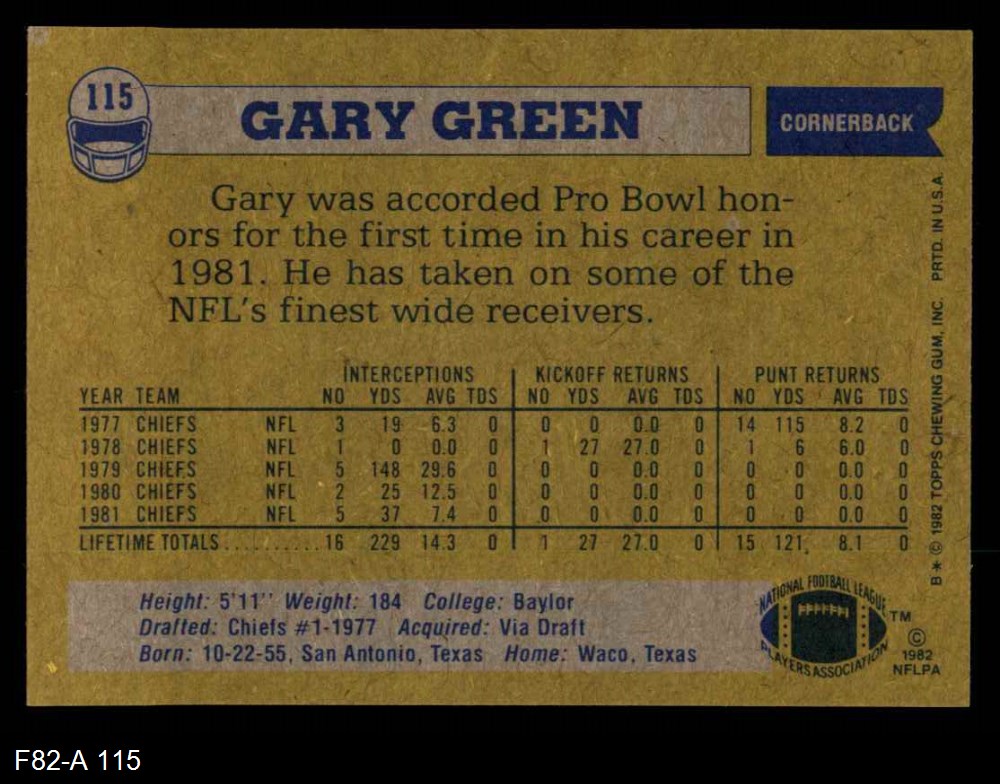 115
GARY GREEN
CORNERBACK
Gary was accorded Pro Bowl hon-
ors for the first time in his career in
1981. He has taken on some of the
NFL's finest wide receivers.
INTERCEPTIONS KICKOFF RETURNS PUNT RETURNS
YEAR TEAM NO YDS AVG TDS NO YDS AVG TDS NO YDS AVG TDS
1977 CHIEFS NFL 3 19 6.3 0 0 0 0.0 0 14 115 8.2 0
1978 CHIEFS NFL 1 0 0.0 0 1 27 27.0 0 1 6 6.0 0
1979 CHIEFS NFL 5 148 29.6 0 0 0 0.0 0 0 0 0.0 0
1980 CHIEFS NFL 2 25 12.5 0 0 0 0.0 0 0 0 0.0 0
1981 CHIEFS NFL 5 37 7.4 0 0 0 0.0 0 0 0 0.0 0
LIFETIME TOTALS.......... 16 229 14.3 0 1 27 27.0 0 15 121 8.1 0
Height: 5'11" Weight: 184 College: Baylor
Drafted: Chiefs #1-1977 Acquired: Via Draft
Born: 10-22-55, San Antonio, Texas Home: Waco, Texas
NATIONAL FOOTBALL LEAGUE
PLAYERS ASSOCIATION
TM
©
1982
NFLPA
B * © 1982 TOPPS CHEWING GUM, INC. PRTD. IN U.S.A.
F82-A 115